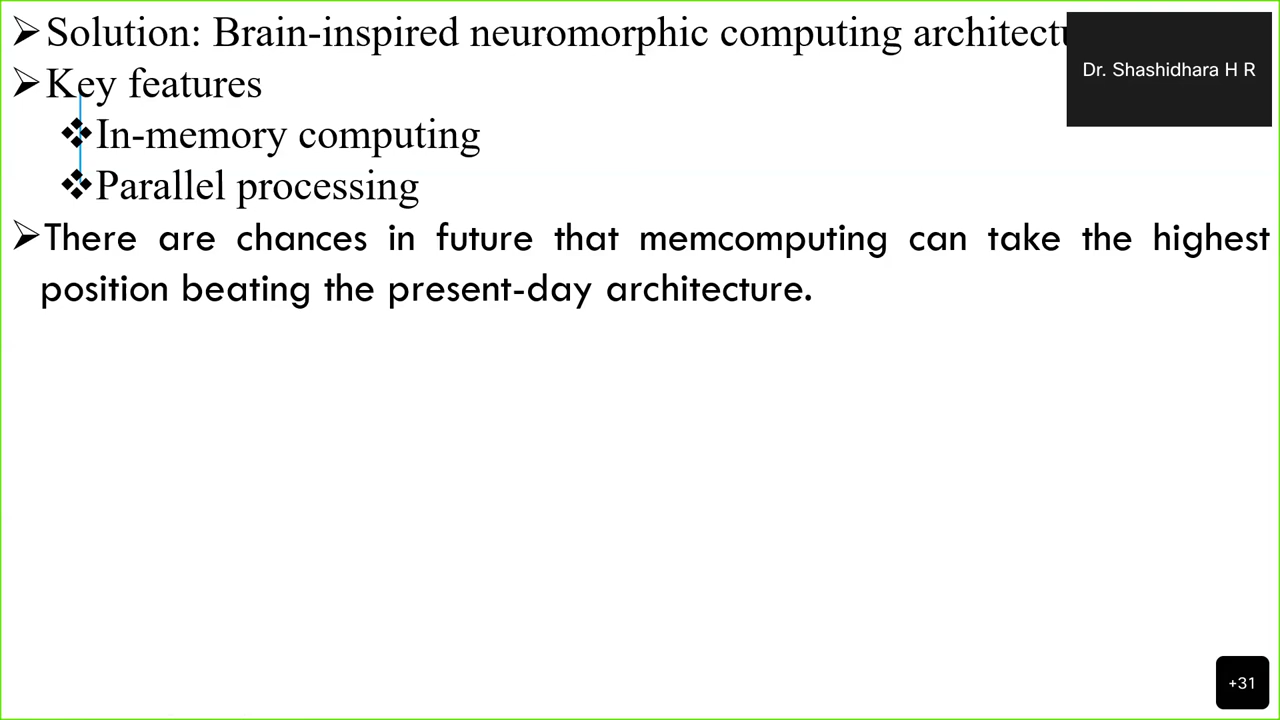 ➢Solution: Brain-inspired neuromorphic computing
Dr. Shashidhara H R
➢Key features
❖In-memory computing
❖Parallel processing
➢There are chances in future that memcomputing can take the highest
position beating the present-day architecture.
+31